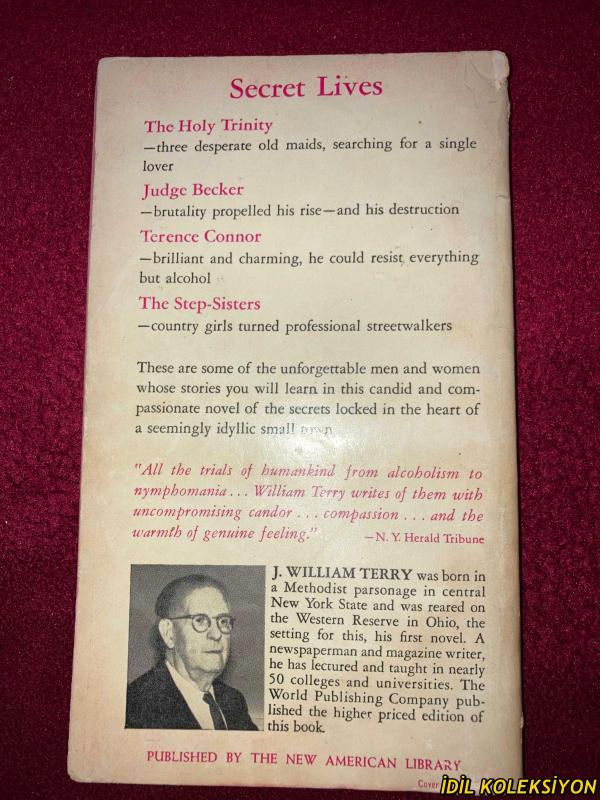 Secret Lives
The Holy Trinity
—three desperate old maids, searching for a single
lover
Judge Becker
—brutality propelled his rise—and his destruction
Terence Connor
—brilliant and charming, he could resist everything
but alcohol
The Step-Sisters
—country girls turned professional streetwalkers
These are some of the unforgettable men and women
whose stories you will learn in this candid and com-
passionate novel of the secrets locked in the heart of
a seemingly idyllic small town
"All the trials of humankind from alcoholism to
nymphomania . . . William Terry writes of them with
uncompromising candor . . . compassion . . . and the
warmth of genuine feeling."
—N. Y. Herald Tribune
J. WILLIAM TERRY was born in
a Methodist parsonage in central
New York State and was reared on
the Western Reserve in Ohio, the
setting for this, his first novel. A
newspaperman and magazine writer,
he has lectured and taught in nearly
50 colleges and universities. The
World Publishing Company pub-
lished the higher priced edition of
this book.
PUBLISHED BY THE NEW AMERICAN LIBRARY
Cover
İDİL KOLEKSİYON